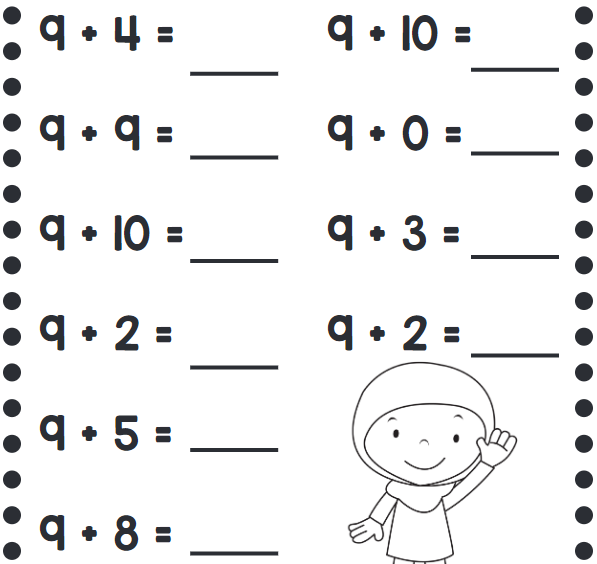 9 + 4 = ____
9 + 9 = ____
9 + 10 = ____
9 + 2 = ____
9 + 5 = ____
9 + 8 = ____
9 + 10 = ____
9 + 0 = ____
9 + 3 = ____
9 + 2 = ____